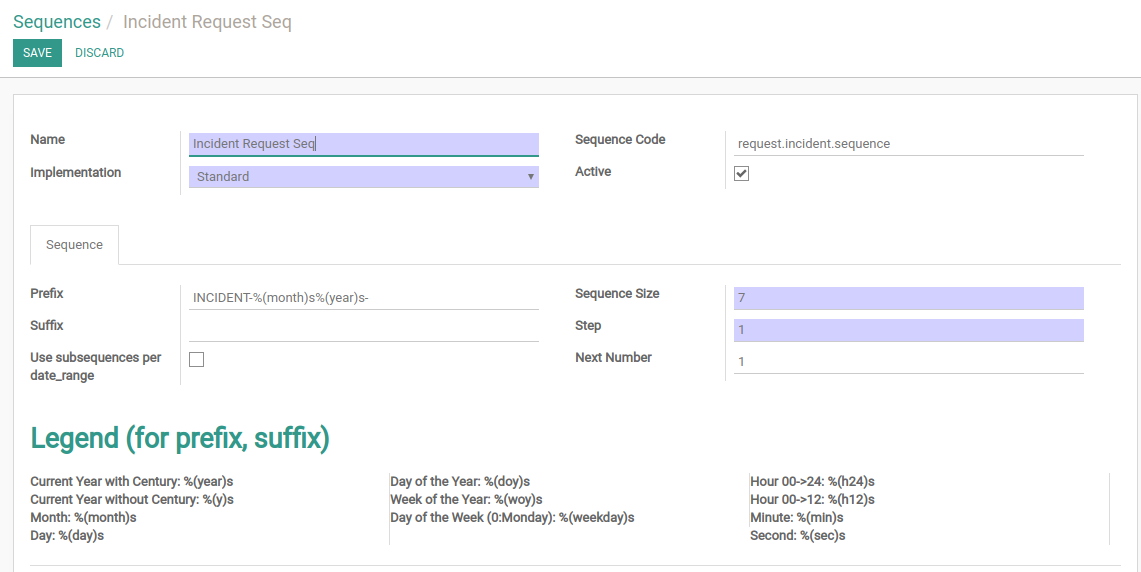 Sequences / Incident Request Seq
SAVE DISCARD
Name Incident Request Seq Sequence Code request.incident.sequence
Implementation Standard Active
Sequence
Prefix INCIDENT-%(month)s%(year)s- Sequence Size 7
Suffix Step 1
Use subsequences per Next Number 1
date_range
Legend (for prefix, suffix)
Current Year with Century: %(year)s Day of the Year: %(doy)s Hour 00->24: %(h24)s
Current Year without Century: %(y)s Week of the Year: %(woy)s Hour 00->12: %(h12)s
Month: %(month)s Day of the Week (0:Monday): %(weekday)s Minute: %(min)s
Day: %(day)s Second: %(sec)s